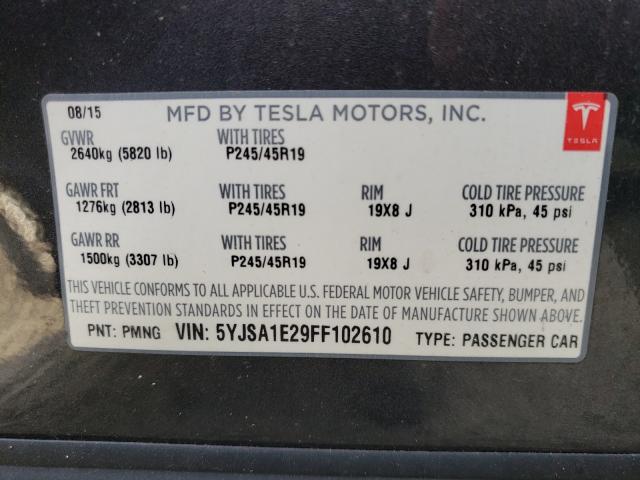 08/15 MFD BY TESLA MOTORS, INC.
TESLA
GVWR WITH TIRES
2640kg (5820 lb) P245/45R19
GAWR FRT WITH TIRES RIM COLD TIRE PRESSURE
1276kg (2813 lb) P245/45R19 19X8 J 310 kPa, 45 psi
GAWR RR WITH TIRES RIM COLD TIRE PRESSURE
1500kg (3307 lb) P245/45R19 19X8 J 310 kPa, 45 psi
THIS VEHICLE CONFORMS TO ALL APPLICABLE U.S. FEDERAL MOTOR VEHICLE SAFETY, BUMPER, AND
THEFT PREVENTION STANDARDS IN EFFECT ON THE DATE OF MANUFACTURE SHOWN ABOVE.
PNT: PMNG VIN: 5YJSA1E29FF102610 TYPE: PASSENGER CAR